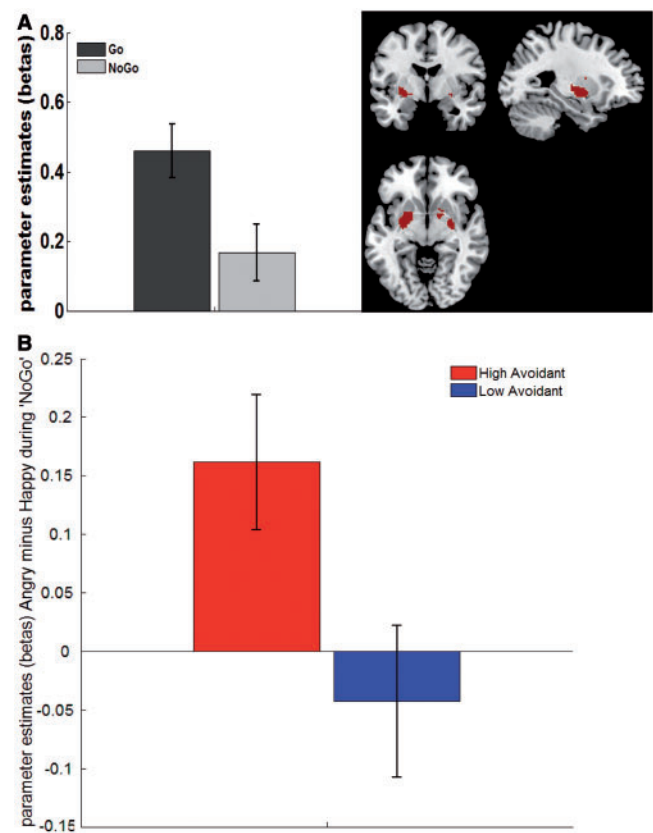 A
parameter estimates (betas)
0.8
0.6
0.4
0.2
0
Go
NoGo
B
parameter estimates (betas) Angry minus Happy during 'NoGo'
0.25
0.2
0.15
0.1
0.05
0
-0.05
-0.1
-0.15
High Avoidant
Low Avoidant